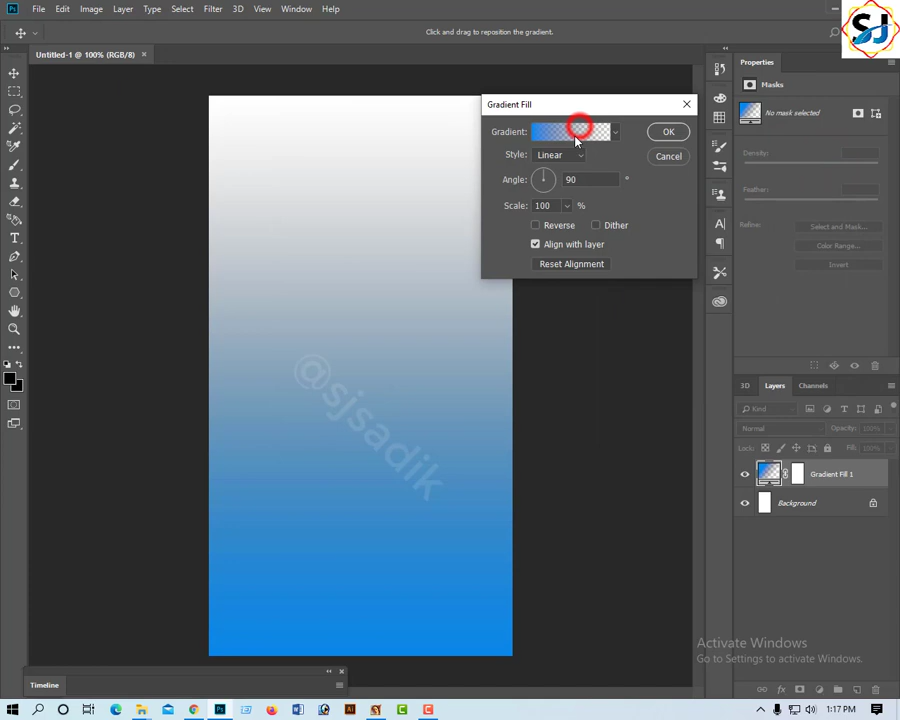 File Edit Image Layer Type Select Filter 3D View Window Help
SJ
Click and drag to reposition the gradient.
Untitled-1 @ 100% (RGB/8)
Properties
Masks
No mask selected
Density:
Feather:
Refine:
Select and Mask...
Color Range...
Invert
Gradient Fill
Gradient:
OK
Style: Linear
Cancel
Angle: 90 °
Scale: 100 %
Reverse Dither
Align with layer
Reset Alignment
@sjsadik
3D Layers Channels
Kind
Normal Opacity: 100%
Lock: Fill: 100%
Gradient Fill 1
Background
Activate Windows
Go to Settings to activate Windows.
Timeline
1:17 PM